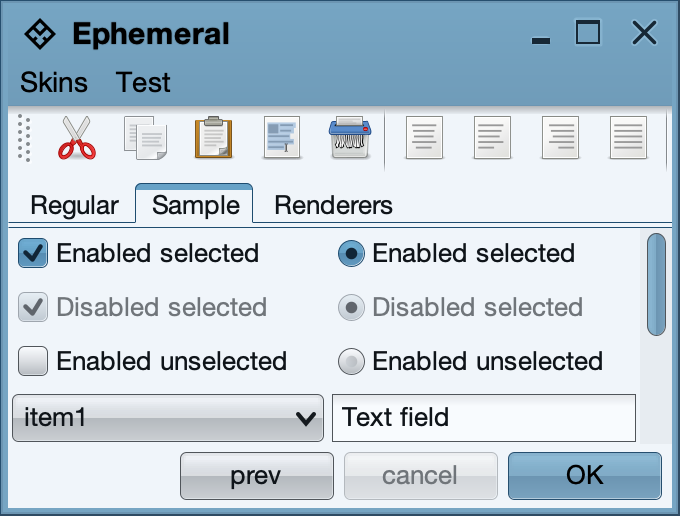 Ephemeral
Skins Test
Regular Sample Renderers
Enabled selected Enabled selected
Disabled selected Disabled selected
Enabled unselected Enabled unselected
item1 Text field
prev cancel OK